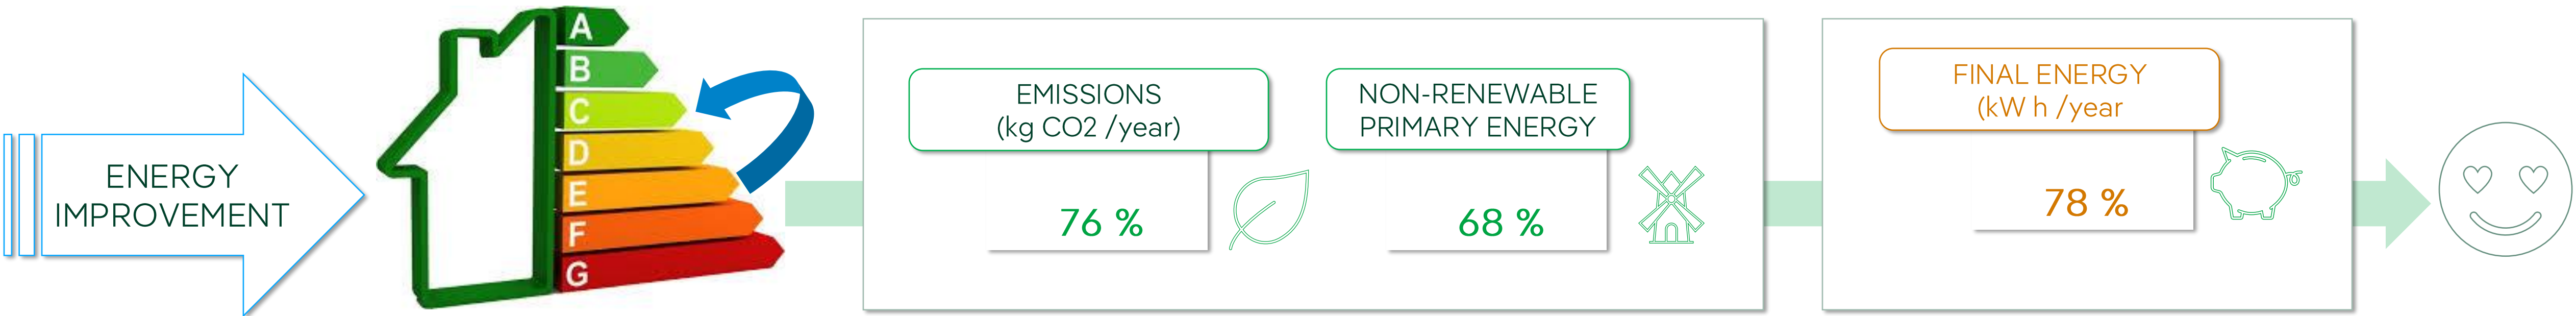 ENERGY
IMPROVEMENT
A
B
C
D
E
F
G
EMISSIONS
(kg CO2 /year)
76 %
NON-RENEWABLE
PRIMARY ENERGY
68 %
FINAL ENERGY
(kW h /year
78 %